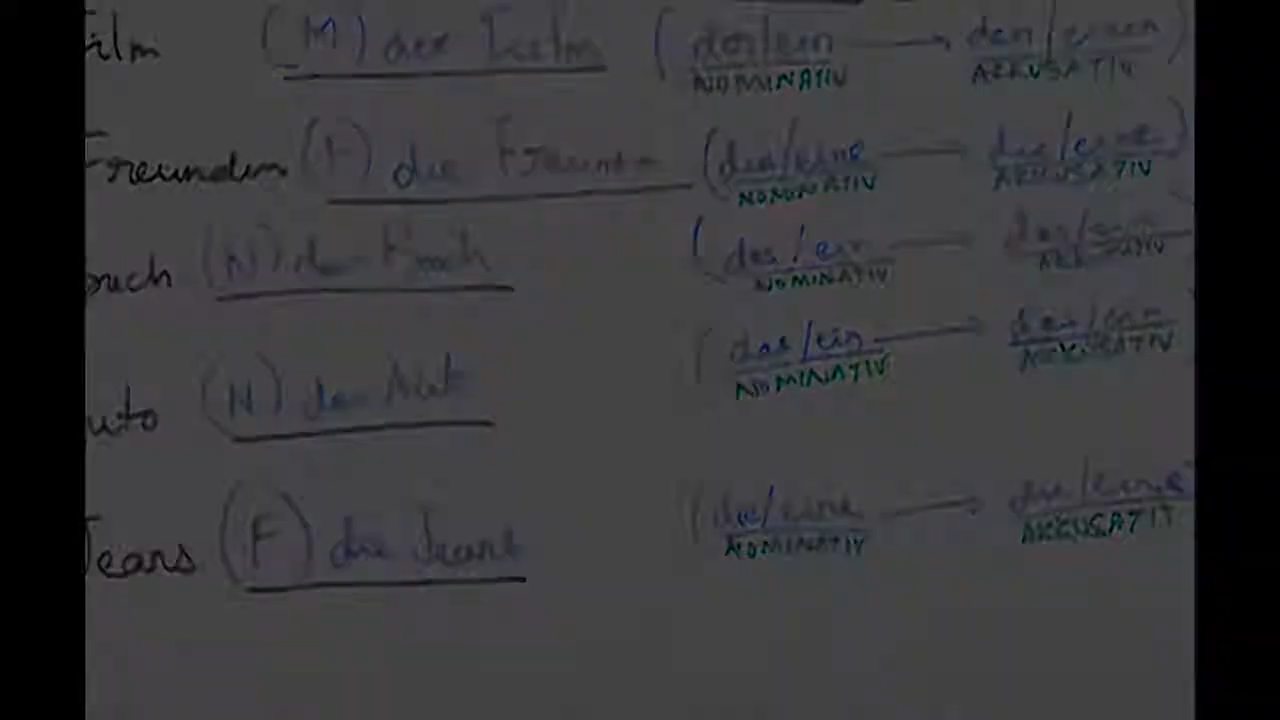 Film (M) der Film (der/ein → den/einen)
NOMINATIV AKKUSATIV
Freundin (F) die (die/eine — die/eine)
NOMINATIV AKKUSATIV
buch (N) das Buch (das/ein — das/ein
NOMINATIV AKKUSATIV
uto (N) das Auto (das/ein → das/ein
NOMINATIV AKKUSATIV
Jeans (F) die Jeans (die/eine → die/eine
NOMINATIV AKKUSATIV